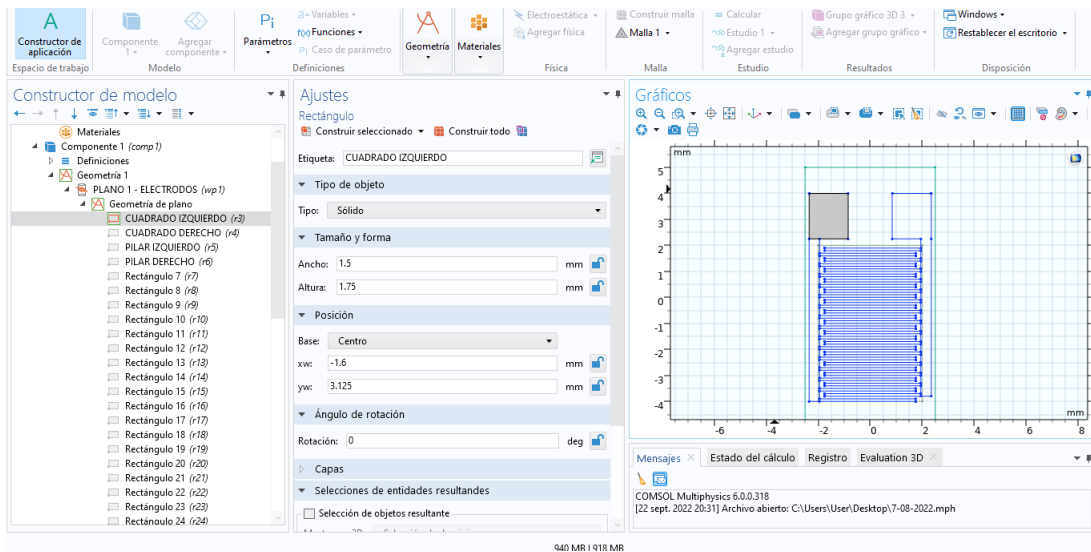 Constructor de aplicación
Espacio de trabajo
Componente 1
Agregar componente
Modelo
Pi
Parámetros
a= Variables
f(x) Funciones
Pi Caso de parámetro
Definiciones
Geometría
Materiales
Electroestática
Agregar física
Física
Construir malla
Malla 1
Malla
= Calcular
Estudio 1
Agregar estudio
Estudio
Grupo gráfico 3D 3
Agregar grupo gráfico
Resultados
Windows
Restablecer el escritorio
Disposición
Constructor de modelo
Materiales
Componente 1 (comp1)
Definiciones
Geometría 1
PLANO 1 - ELECTRODOS (wp1)
Geometría de plano
CUADRADO IZQUIERDO (r3)
CUADRADO DERECHO (r4)
PILAR IZQUIERDO (r5)
PILAR DERECHO (r6)
Rectángulo 7 (r7)
Rectángulo 8 (r8)
Rectángulo 9 (r9)
Rectángulo 10 (r10)
Rectángulo 11 (r11)
Rectángulo 12 (r12)
Rectángulo 13 (r13)
Rectángulo 14 (r14)
Rectángulo 15 (r15)
Rectángulo 16 (r16)
Rectángulo 17 (r17)
Rectángulo 18 (r18)
Rectángulo 19 (r19)
Rectángulo 20 (r20)
Rectángulo 21 (r21)
Rectángulo 22 (r22)
Rectángulo 23 (r23)
Rectángulo 24 (r24)
Ajustes
Rectángulo
Construir seleccionado
Construir todo
Etiqueta: CUADRADO IZQUIERDO
Tipo de objeto
Tipo: Sólido
Tamaño y forma
Ancho: 1.5 mm
Altura: 1.75 mm
Posición
Base: Centro
xw: -1.6 mm
yw: 3.125 mm
Ángulo de rotación
Rotación: 0 deg
Capas
Selecciones de entidades resultandes
Selección de objetos resultante
Gráficos
mm
5
4
3
2
1
0
-1
-2
-3
-4
mm
-6 -4 -2 0 2 4 6 8
Mensajes
Estado del cálculo
Registro
Evaluation 3D
COMSOL Multiphysics 6.0.0.318
[22 sept. 2022 20:31] Archivo abierto: C:\Users\User\Desktop\7-08-2022.mph
940 MB | 918 MB